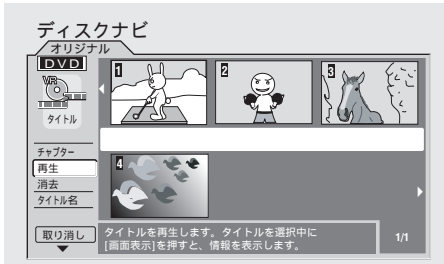 ディスクナビ
オリジナル
DVD
VR
タイトル
チャプター
再生
消去
タイトル名
取り消し
1
2
3
4
タイトルを再生します。タイトルを選択中に
[画面表示]を押すと、情報を表示します。
1/1